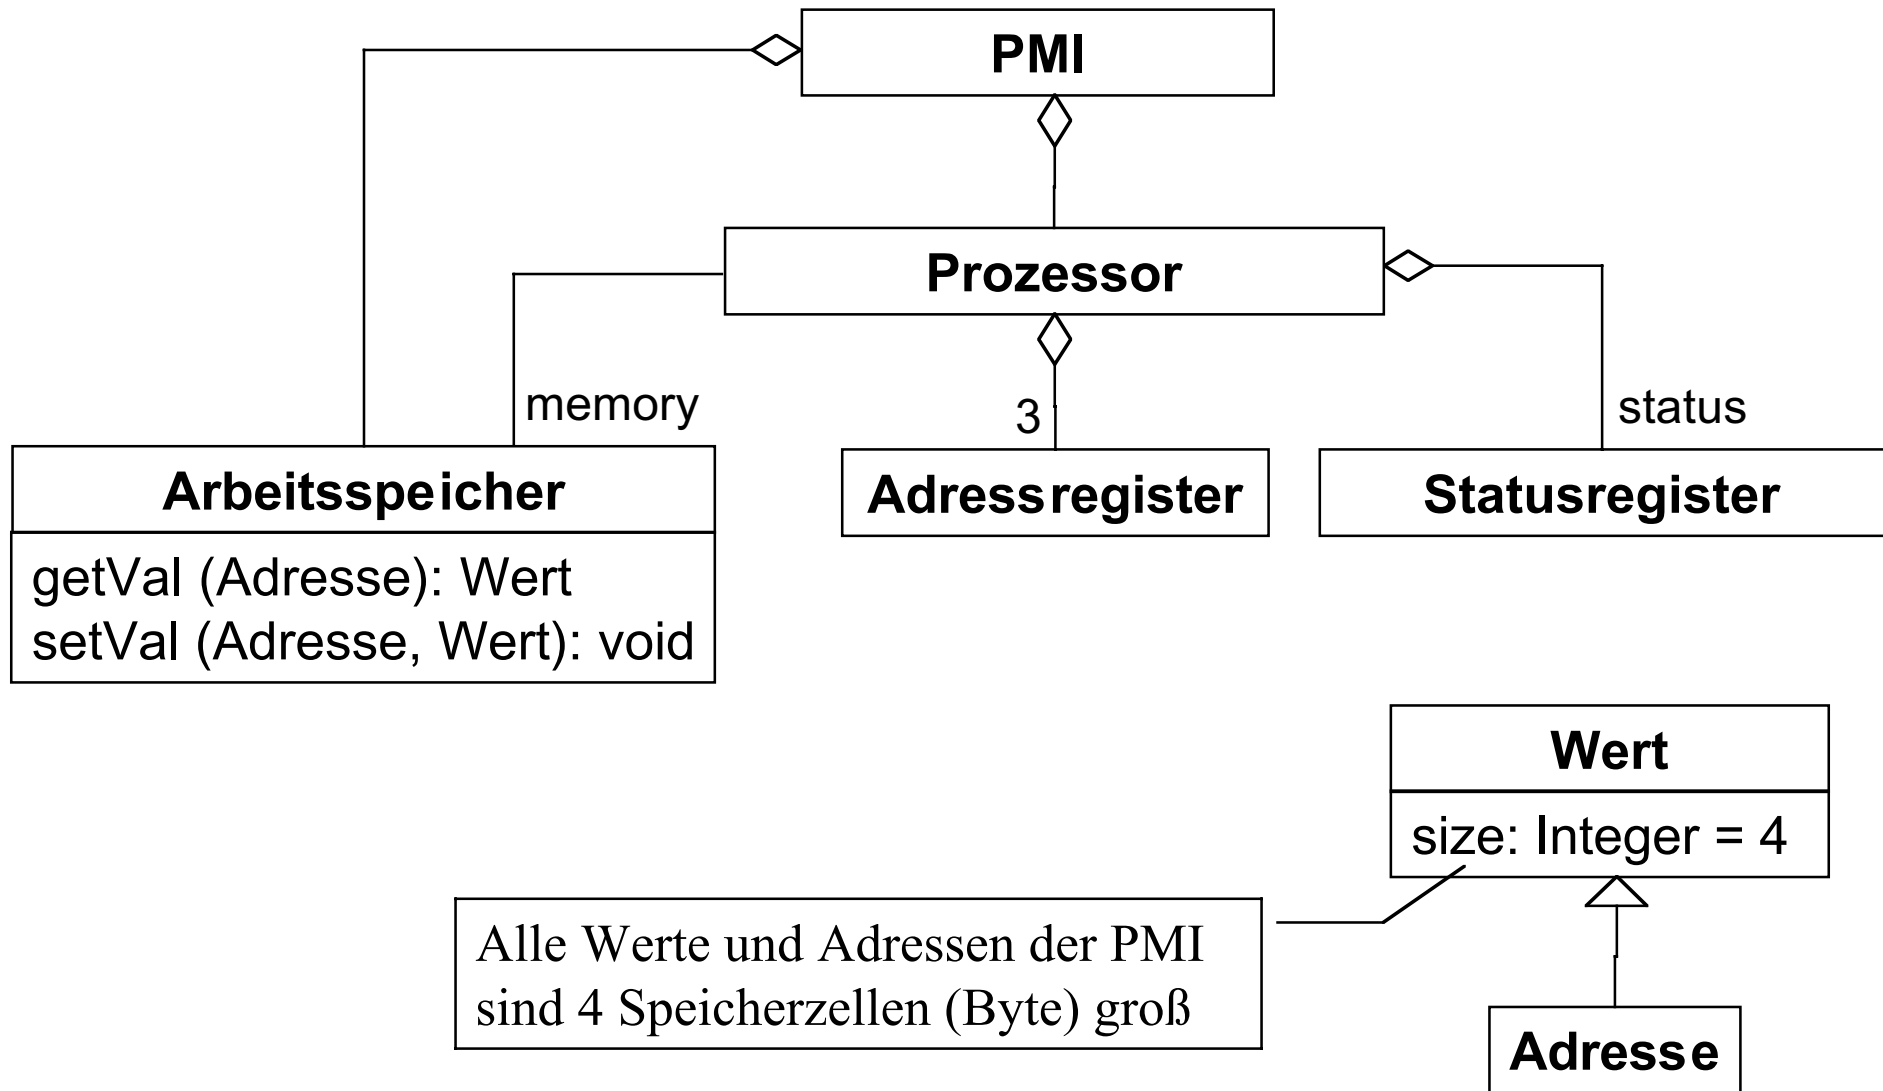 PMI
Prozessor
memory
3
status
Arbeitsspeicher
Adressregister
Statusregister
getVal (Adresse): Wert
setVal (Adresse, Wert): void
Wert
size: Integer = 4
Alle Werte und Adressen der PMI
sind 4 Speicherzellen (Byte) groß
Adresse